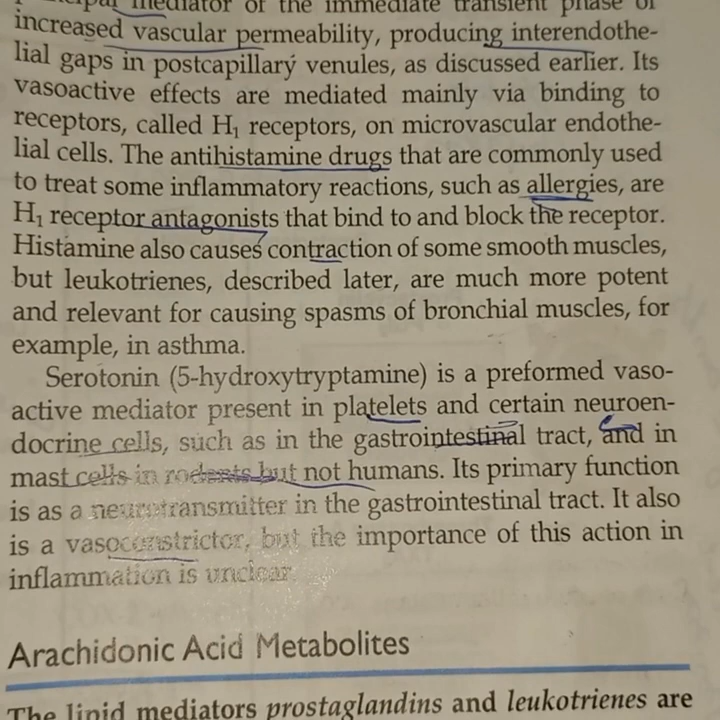 mediator of the immediate transient phase of
increased vascular permeability, producing interendothe-
lial gaps in postcapillary venules, as discussed earlier. Its
vasoactive effects are mediated mainly via binding to
receptors, called H₁ receptors, on microvascular endothe-
lial cells. The antihistamine drugs that are commonly used
to treat some inflammatory reactions, such as allergies, are
H₁ receptor antagonists that bind to and block the receptor.
Histamine also causes contraction of some smooth muscles,
but leukotrienes, described later, are much more potent
and relevant for causing spasms of bronchial muscles, for
example, in asthma.
Serotonin (5-hydroxytryptamine) is a preformed vaso-
active mediator present in platelets and certain neuroen-
docrine cells, such as in the gastrointestinal tract, and in
mast cells in rodents but not humans. Its primary function
is as a neurotransmitter in the gastrointestinal tract. It also
is a vasoconstrictor, but the importance of this action in
inflammation is unclear.
Arachidonic Acid Metabolites
The lipid mediators prostaglandins and leukotrienes are